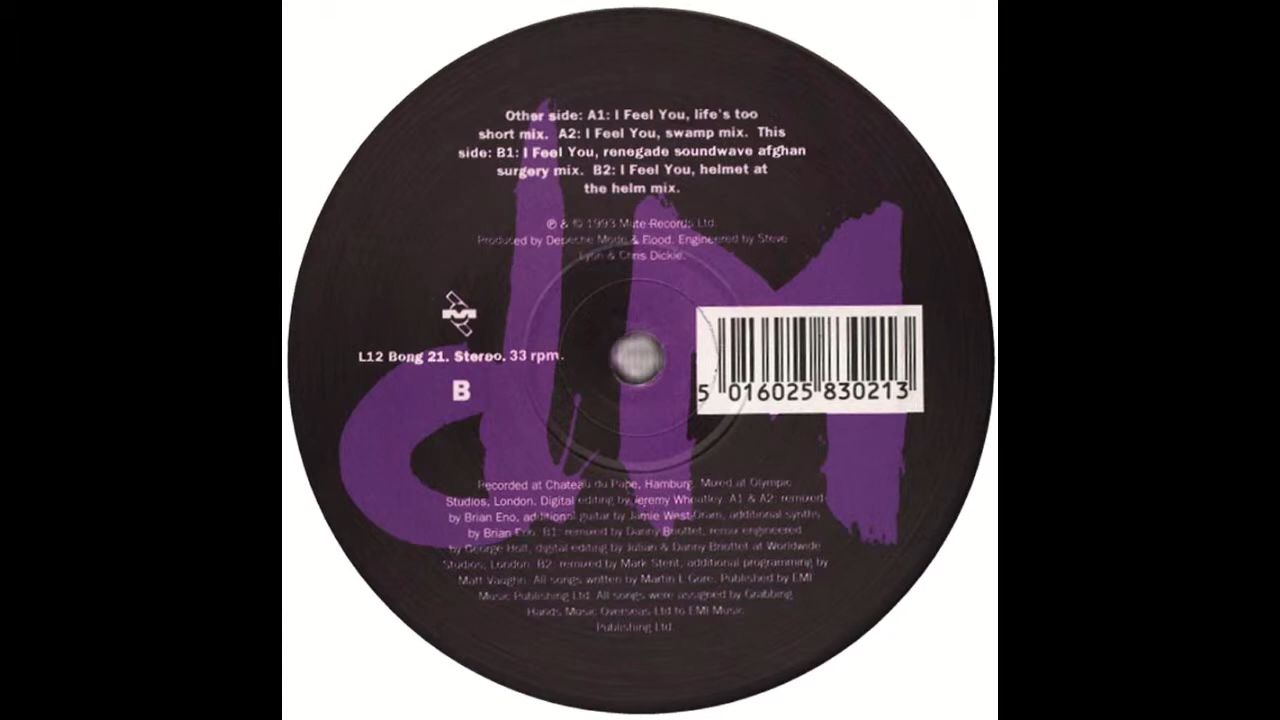 Other side: A1: I Feel You, life's too
short mix. A2: I Feel You, swamp mix. This
side: B1: I Feel You, renegade soundwave afghan
surgery mix. B2: I Feel You, helmet at
the helm mix.
℗ & © 1993 Mute Records Ltd.
Produced by Depeche Mode & Flood. Engineered by Steve
Lyon & Chris Dickie.
L12 Bong 21. Stereo, 33 rpm.
B
dM
5 016025 830213
Recorded at Chateau du Pape, Hamburg. Mixed at Olympic
Studios, London. Digital editing by Jeremy Wheatley. A1 & A2: remixed
by Brian Eno, additional guitar by Jamie West-Oram, additional synths
by Brian Eno. B1: remixed by Danny Briottet, remix engineered
by George Holt, digital editing by Julian & Danny Briottet at Worldwide
Studios, London. B2: remixed by Mark Stent, additional programming by
Matt Vaughn. All songs written by Martin L Gore. Published by EMI
Music Publishing Ltd. All songs were assigned by Grabbing
Hands Music Overseas Ltd to EMI Music
Publishing Ltd.